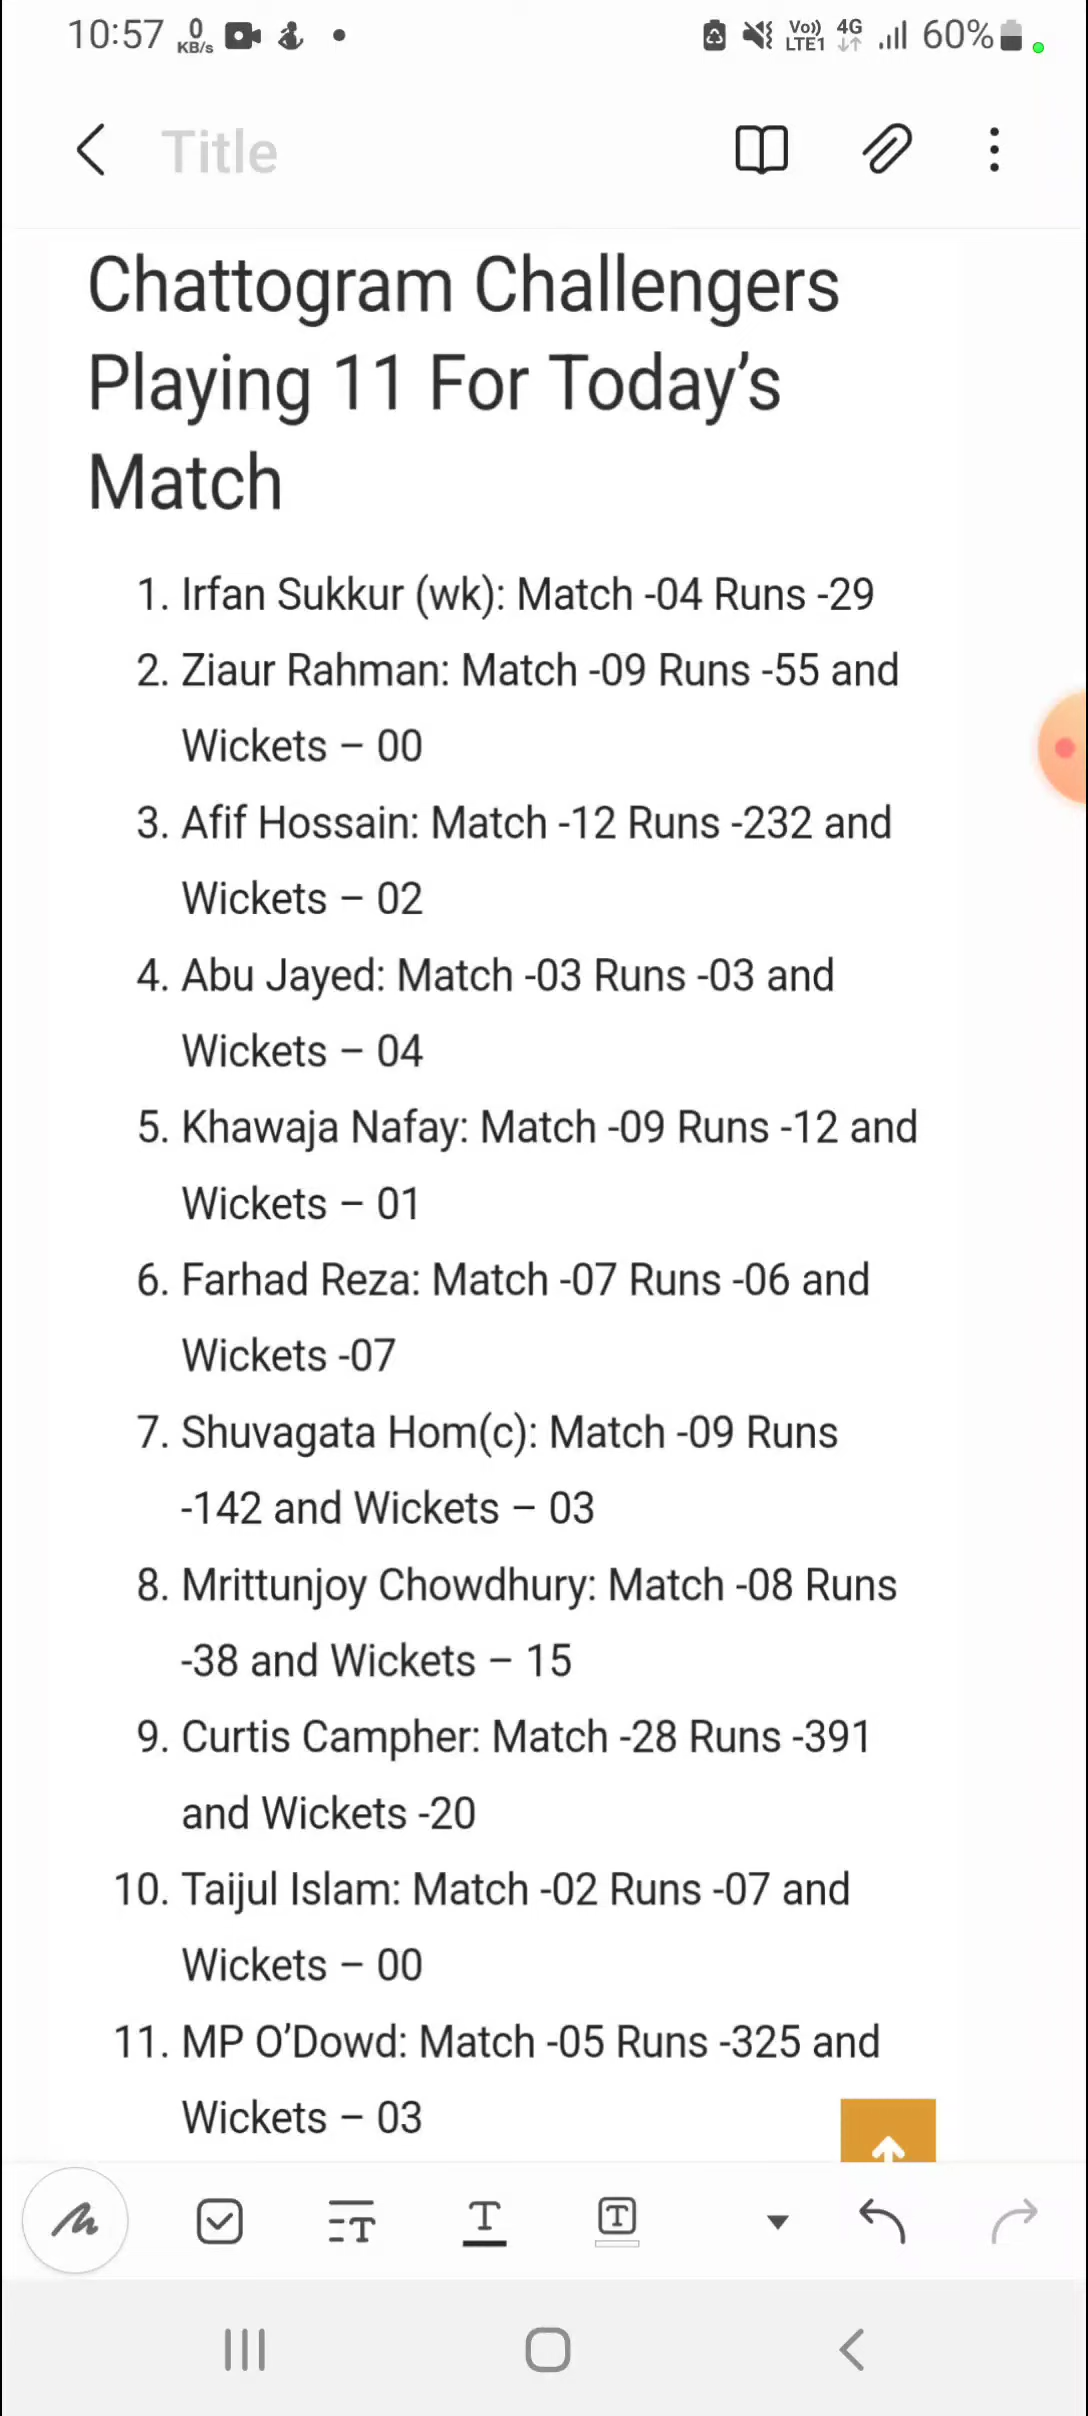 10:57 0 KB/s Vo)) LTE1 4G 60%
Title
Chattogram Challengers
Playing 11 For Today’s
Match
1. Irfan Sukkur (wk): Match -04 Runs -29
2. Ziaur Rahman: Match -09 Runs -55 and
Wickets – 00
3. Afif Hossain: Match -12 Runs -232 and
Wickets – 02
4. Abu Jayed: Match -03 Runs -03 and
Wickets – 04
5. Khawaja Nafay: Match -09 Runs -12 and
Wickets – 01
6. Farhad Reza: Match -07 Runs -06 and
Wickets -07
7. Shuvagata Hom(c): Match -09 Runs
-142 and Wickets – 03
8. Mrittunjoy Chowdhury: Match -08 Runs
-38 and Wickets – 15
9. Curtis Campher: Match -28 Runs -391
and Wickets -20
10. Taijul Islam: Match -02 Runs -07 and
Wickets – 00
11. MP O’Dowd: Match -05 Runs -325 and
Wickets – 03